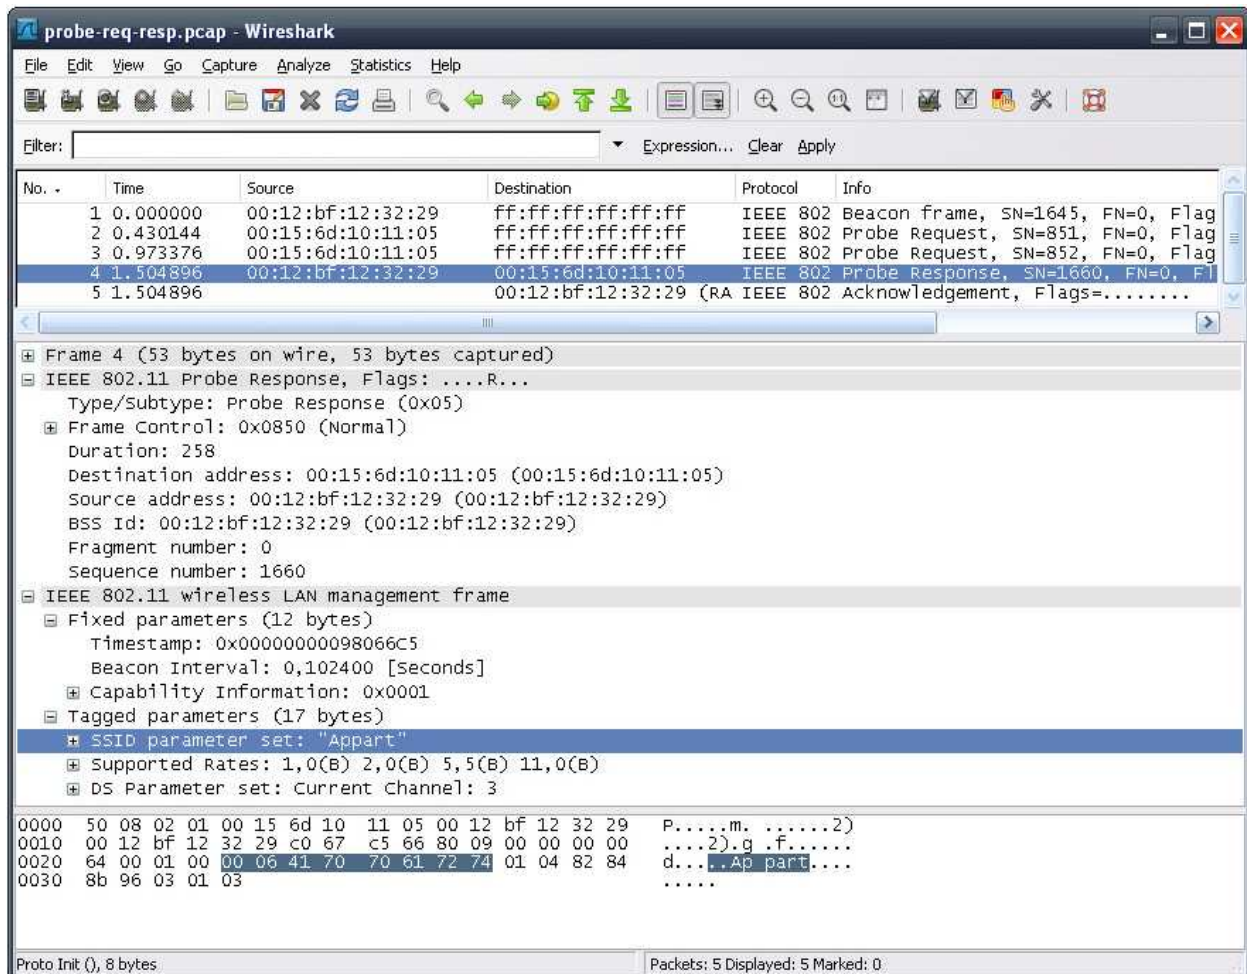 probe-req-resp.pcap - Wireshark
File Edit View Go Capture Analyze Statistics Help
Filter: Expression... Clear Apply
No. - Time Source Destination Protocol Info
1 0.000000 00:12:bf:12:32:29 ff:ff:ff:ff:ff:ff IEEE 802 Beacon frame, SN=1645, FN=0, Flag
2 0.430144 00:15:6d:10:11:05 ff:ff:ff:ff:ff:ff IEEE 802 Probe Request, SN=851, FN=0, Flag
3 0.973376 00:15:6d:10:11:05 ff:ff:ff:ff:ff:ff IEEE 802 Probe Request, SN=852, FN=0, Flag
4 1.504896 00:12:bf:12:32:29 00:15:6d:10:11:05 IEEE 802 Probe Response, SN=1660, FN=0, Fl
5 1.504896 00:12:bf:12:32:29 (RA IEEE 802 Acknowledgement, Flags=........
Frame 4 (53 bytes on wire, 53 bytes captured)
IEEE 802.11 Probe Response, Flags: ....R...
Type/Subtype: Probe Response (0x05)
Frame Control: 0x0850 (Normal)
Duration: 258
Destination address: 00:15:6d:10:11:05 (00:15:6d:10:11:05)
Source address: 00:12:bf:12:32:29 (00:12:bf:12:32:29)
BSS Id: 00:12:bf:12:32:29 (00:12:bf:12:32:29)
Fragment number: 0
Sequence number: 1660
IEEE 802.11 wireless LAN management frame
Fixed parameters (12 bytes)
Timestamp: 0x00000000098066C5
Beacon Interval: 0,102400 [Seconds]
Capability Information: 0x0001
Tagged parameters (17 bytes)
SSID parameter set: "Appart"
Supported Rates: 1,0(B) 2,0(B) 5,5(B) 11,0(B)
DS Parameter set: Current Channel: 3
0000 50 08 02 01 00 15 6d 10 11 05 00 12 bf 12 32 29 P.....m. ......2)
0010 00 12 bf 12 32 29 c0 67 c5 66 80 09 00 00 00 00 ....2).g .f......
0020 64 00 01 00 00 06 41 70 70 61 72 74 01 04 82 84 d.....Ap part....
0030 8b 96 03 01 03 .....
Proto Init (), 8 bytes Packets: 5 Displayed: 5 Marked: 0